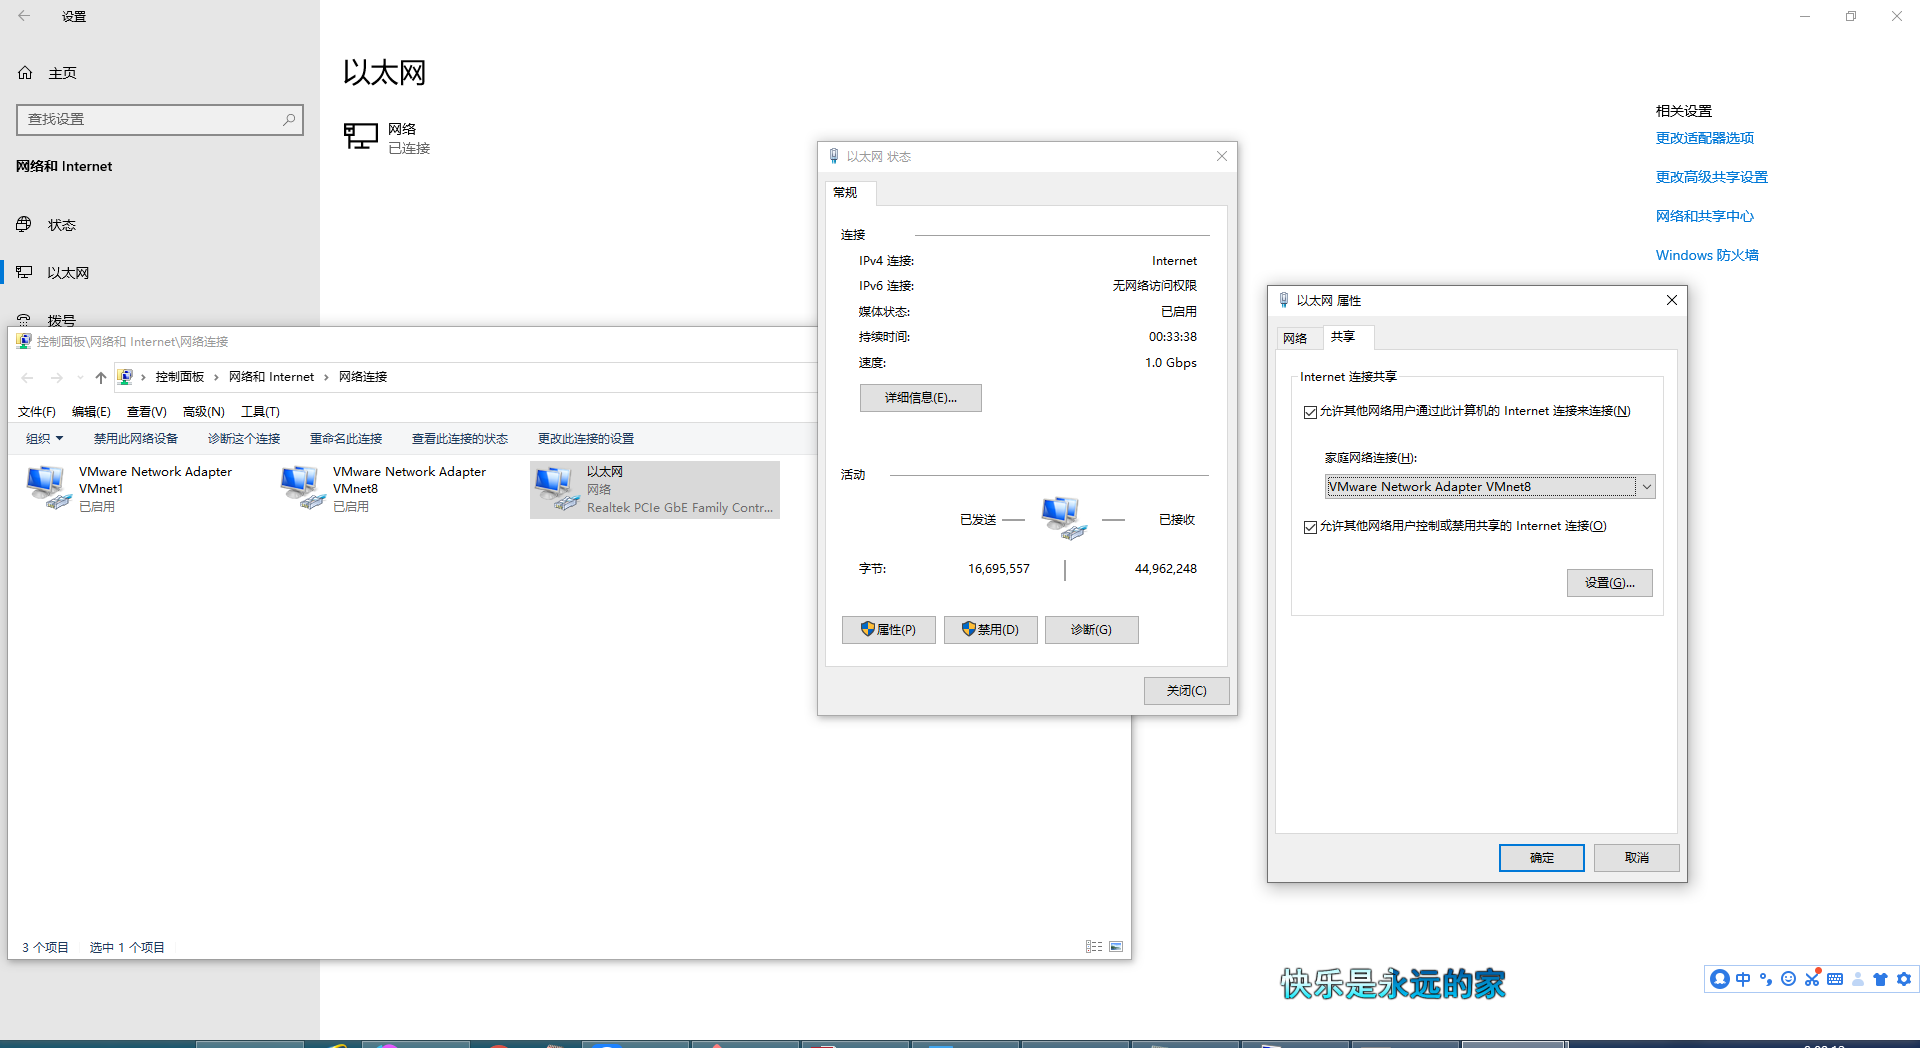 设置
主页
查找设置
网络和 Internet
状态
以太网
拨号
以太网
网络
已连接
相关设置
更改适配器选项
更改高级共享设置
网络和共享中心
Windows 防火墙
控制面板\网络和 Internet\网络连接
控制面板 › 网络和 Internet › 网络连接
文件(F) 编辑(E) 查看(V) 高级(N) 工具(T)
组织 禁用此网络设备 诊断这个连接 重命名此连接 查看此连接的状态 更改此连接的设置
VMware Network Adapter
VMnet1
已启用
VMware Network Adapter
VMnet8
已启用
以太网
网络
Realtek PCIe GbE Family Contr...
3 个项目 选中 1 个项目
以太网 状态
常规
连接
IPv4 连接: Internet
IPv6 连接: 无网络访问权限
媒体状态: 已启用
持续时间: 00:33:38
速度: 1.0 Gbps
详细信息(E)...
活动
已发送 已接收
字节: 16,695,557 44,962,248
属性(P) 禁用(D) 诊断(G)
关闭(C)
以太网 属性
网络 共享
Internet 连接共享
允许其他网络用户通过此计算机的 Internet 连接来连接(N)
家庭网络连接(H):
VMware Network Adapter VMnet8
允许其他网络用户控制或禁用共享的 Internet 连接(O)
设置(G)...
确定 取消
快乐是永远的家
中